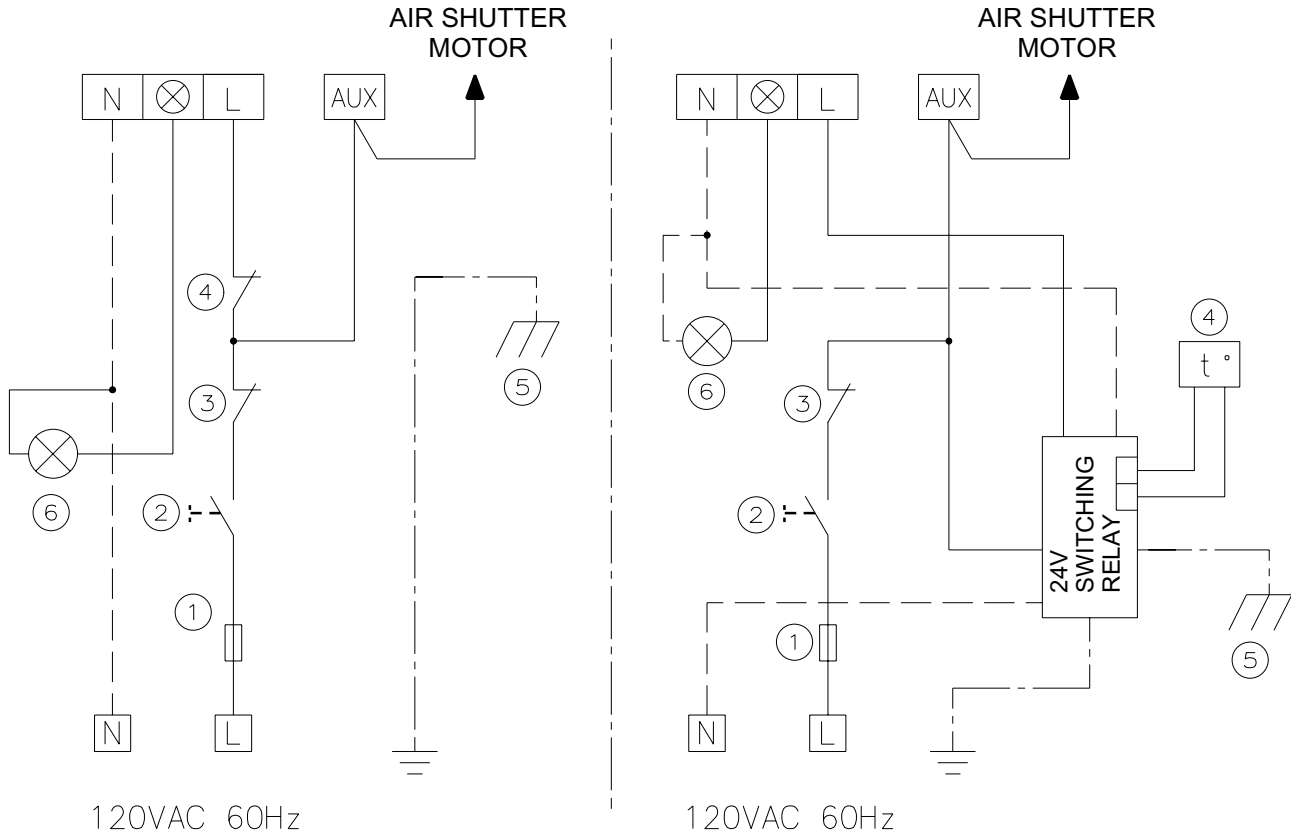 AIR SHUTTER
MOTOR
N
L
AUX
4
5
3
6
2
1
N
L
120VAC 60Hz
AIR SHUTTER
MOTOR
N
L
AUX
4
t °
6
3
2
24V
SWITCHING
RELAY
1
5
N
L
120VAC 60Hz